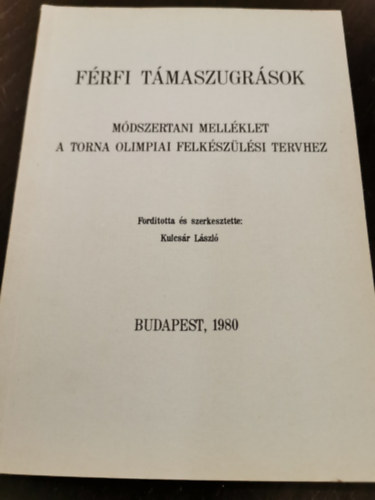 FÉRFI TÁMASZUGRÁSOK
MÓDSZERTANI MELLÉKLET
A TORNA OLIMPIAI FELKÉSZÜLÉSI TERVHEZ
Fordította és szerkesztette:
Kulcsár László
BUDAPEST, 1980